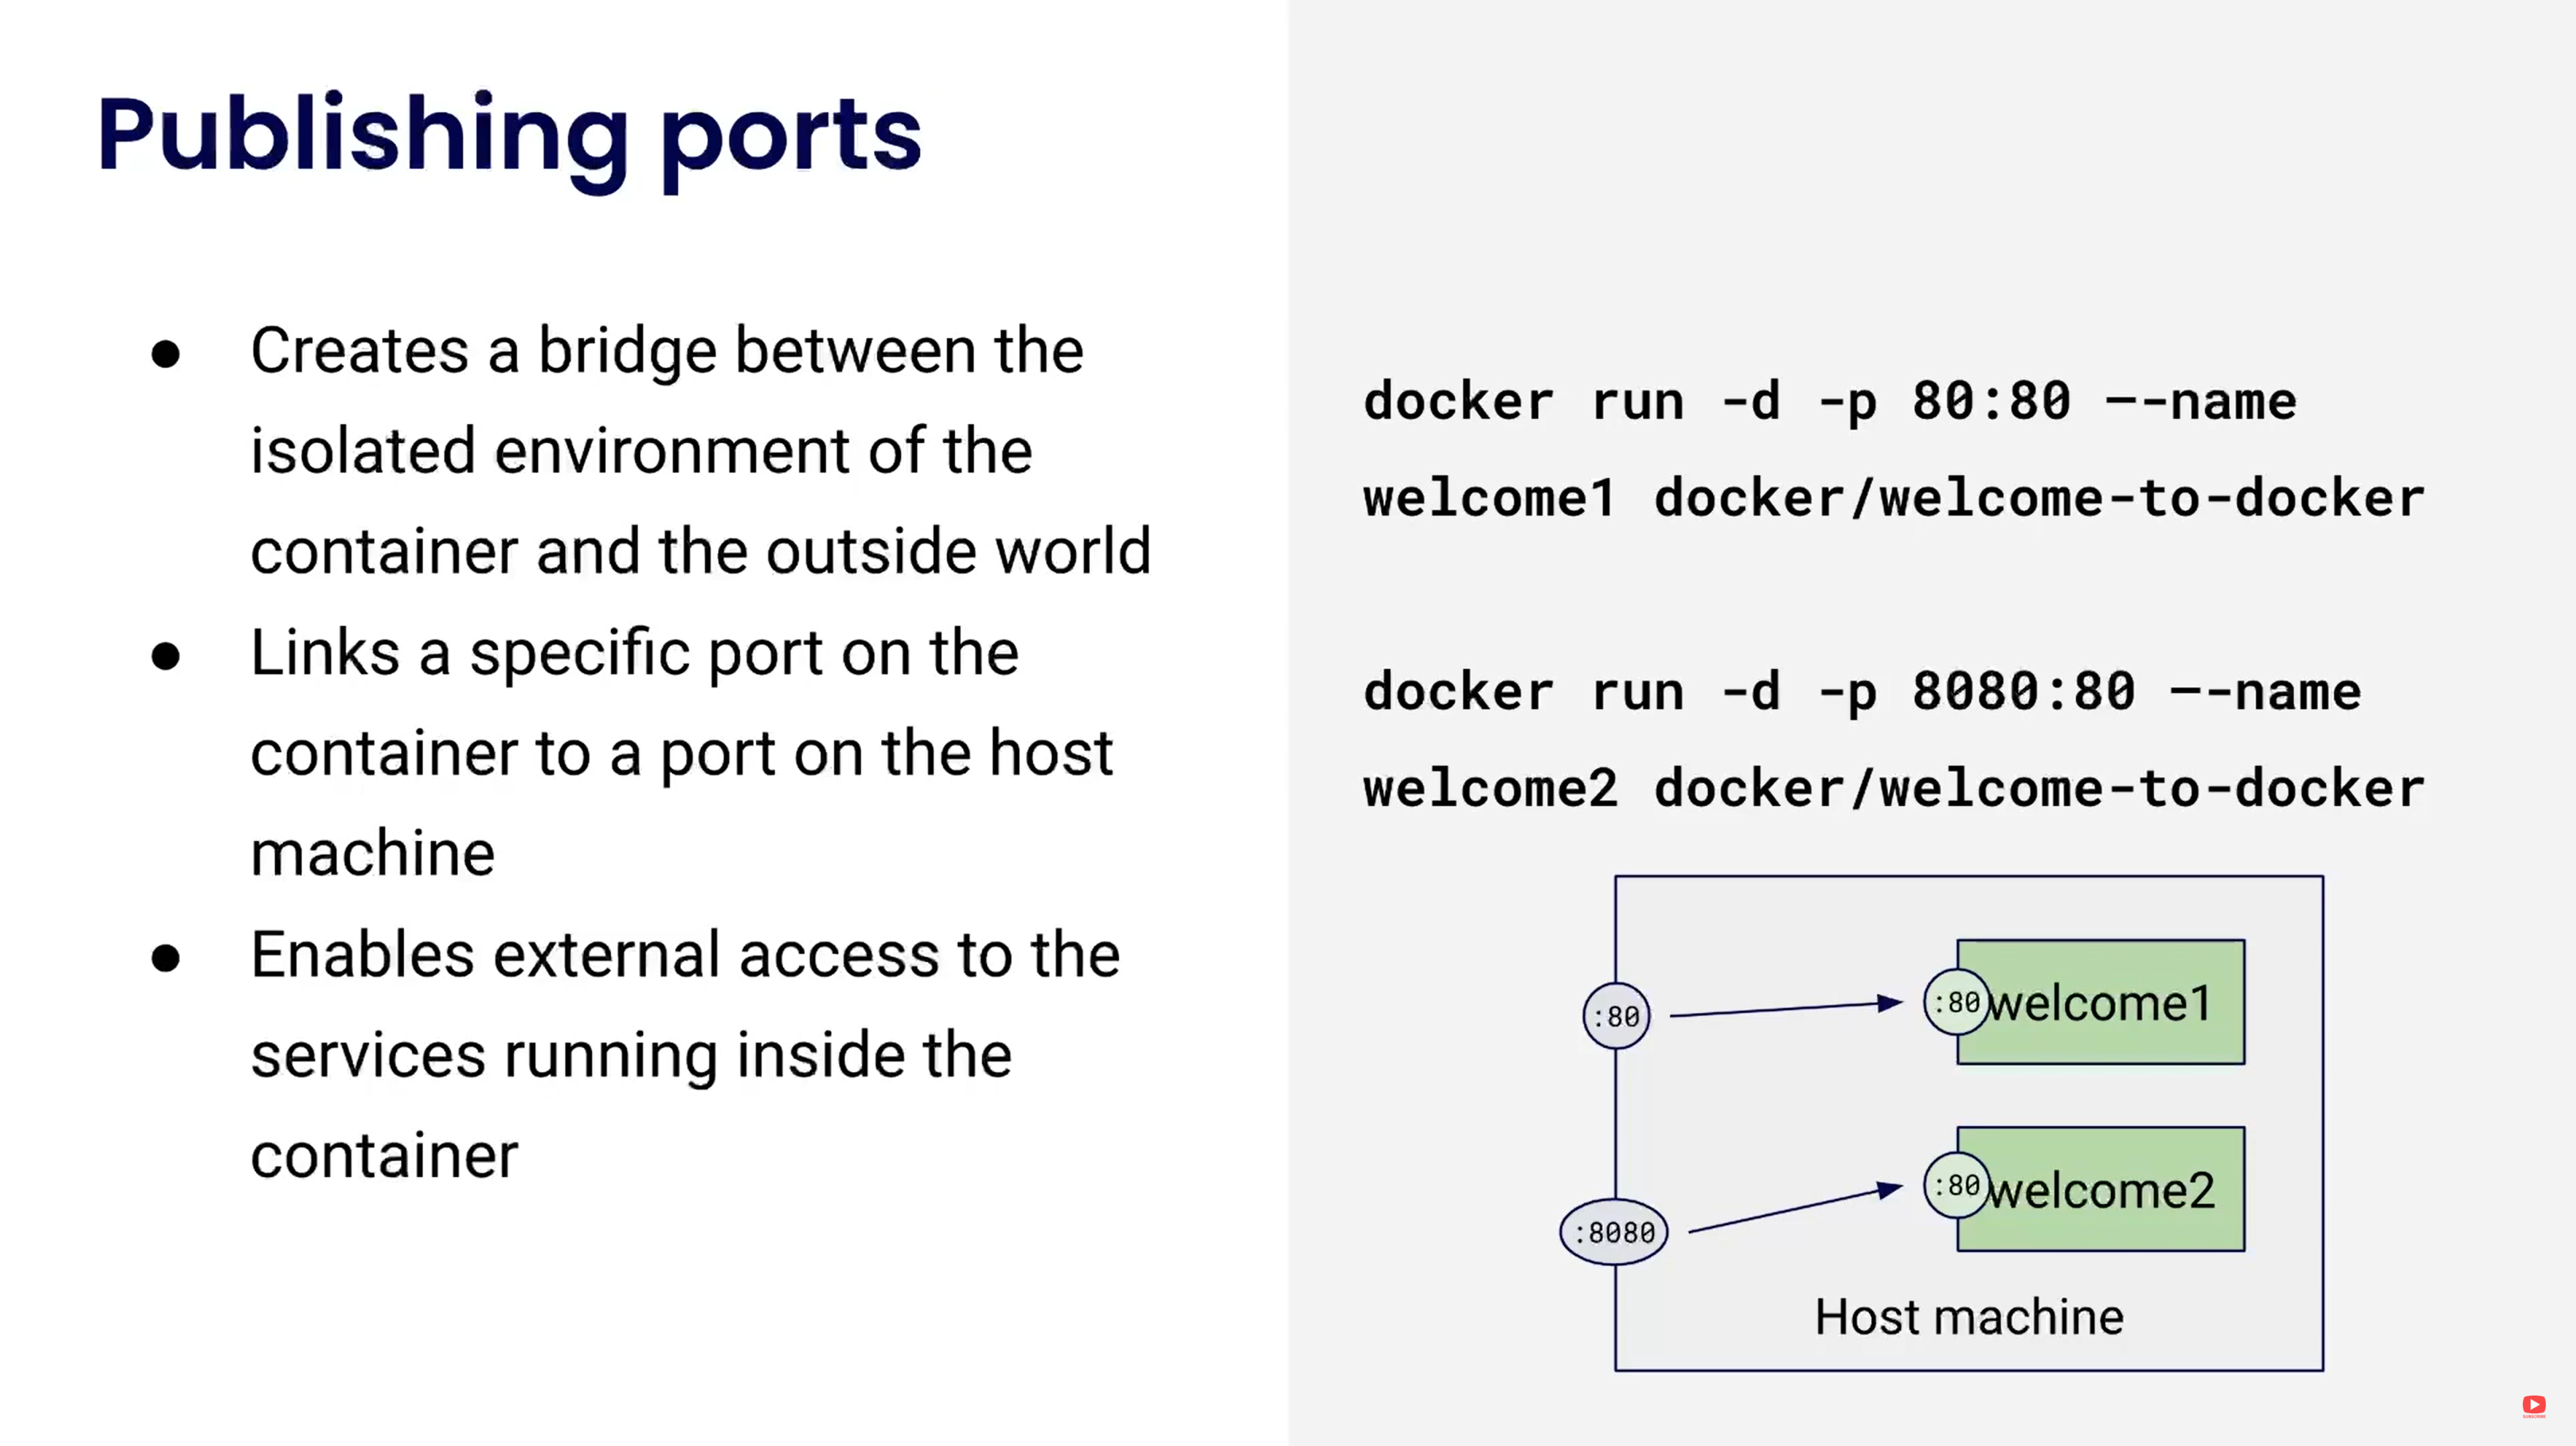 Publishing ports
● Creates a bridge between the
isolated environment of the
container and the outside world
● Links a specific port on the
container to a port on the host
machine
● Enables external access to the
services running inside the
container
docker run -d -p 80:80 –-name
welcome1 docker/welcome-to-docker
docker run -d -p 8080:80 –-name
welcome2 docker/welcome-to-docker
:80
:80 welcome1
:8080
:80 welcome2
Host machine